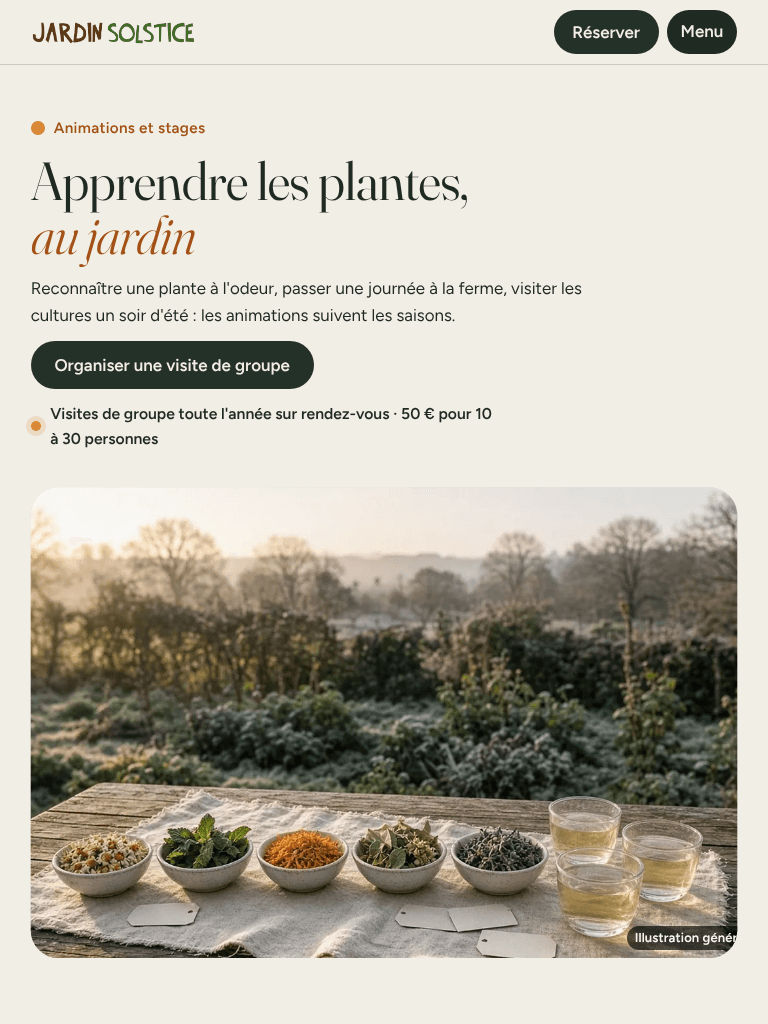 JARDIN SOLSTICE
Réserver
Menu
Animations et stages
Apprendre les plantes,
au jardin
Reconnaître une plante à l'odeur, passer une journée à la ferme, visiter les
cultures un soir d'été : les animations suivent les saisons.
Organiser une visite de groupe
Visites de groupe toute l'année sur rendez-vous · 50 € pour 10
à 30 personnes
Illustration génér